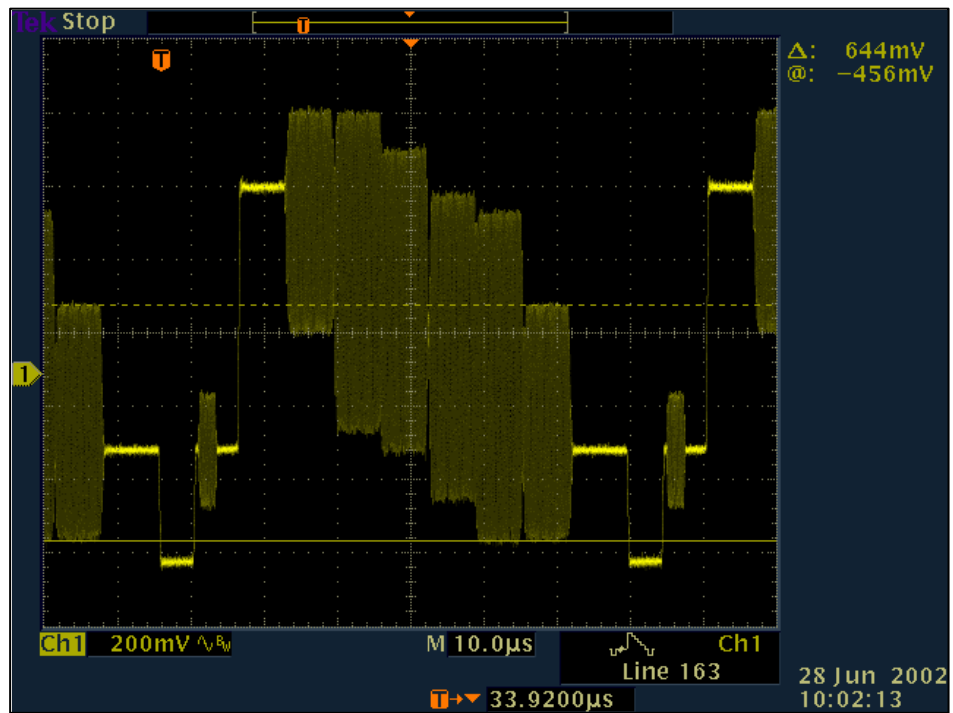 Tek Stop
T
T
Δ: 644mV
@: −456mV
1
Ch1 200mV ∿ Bw M 10.0µs Ch1
Line 163
T→▼ 33.9200µs
28 Jun 2002
10:02:13